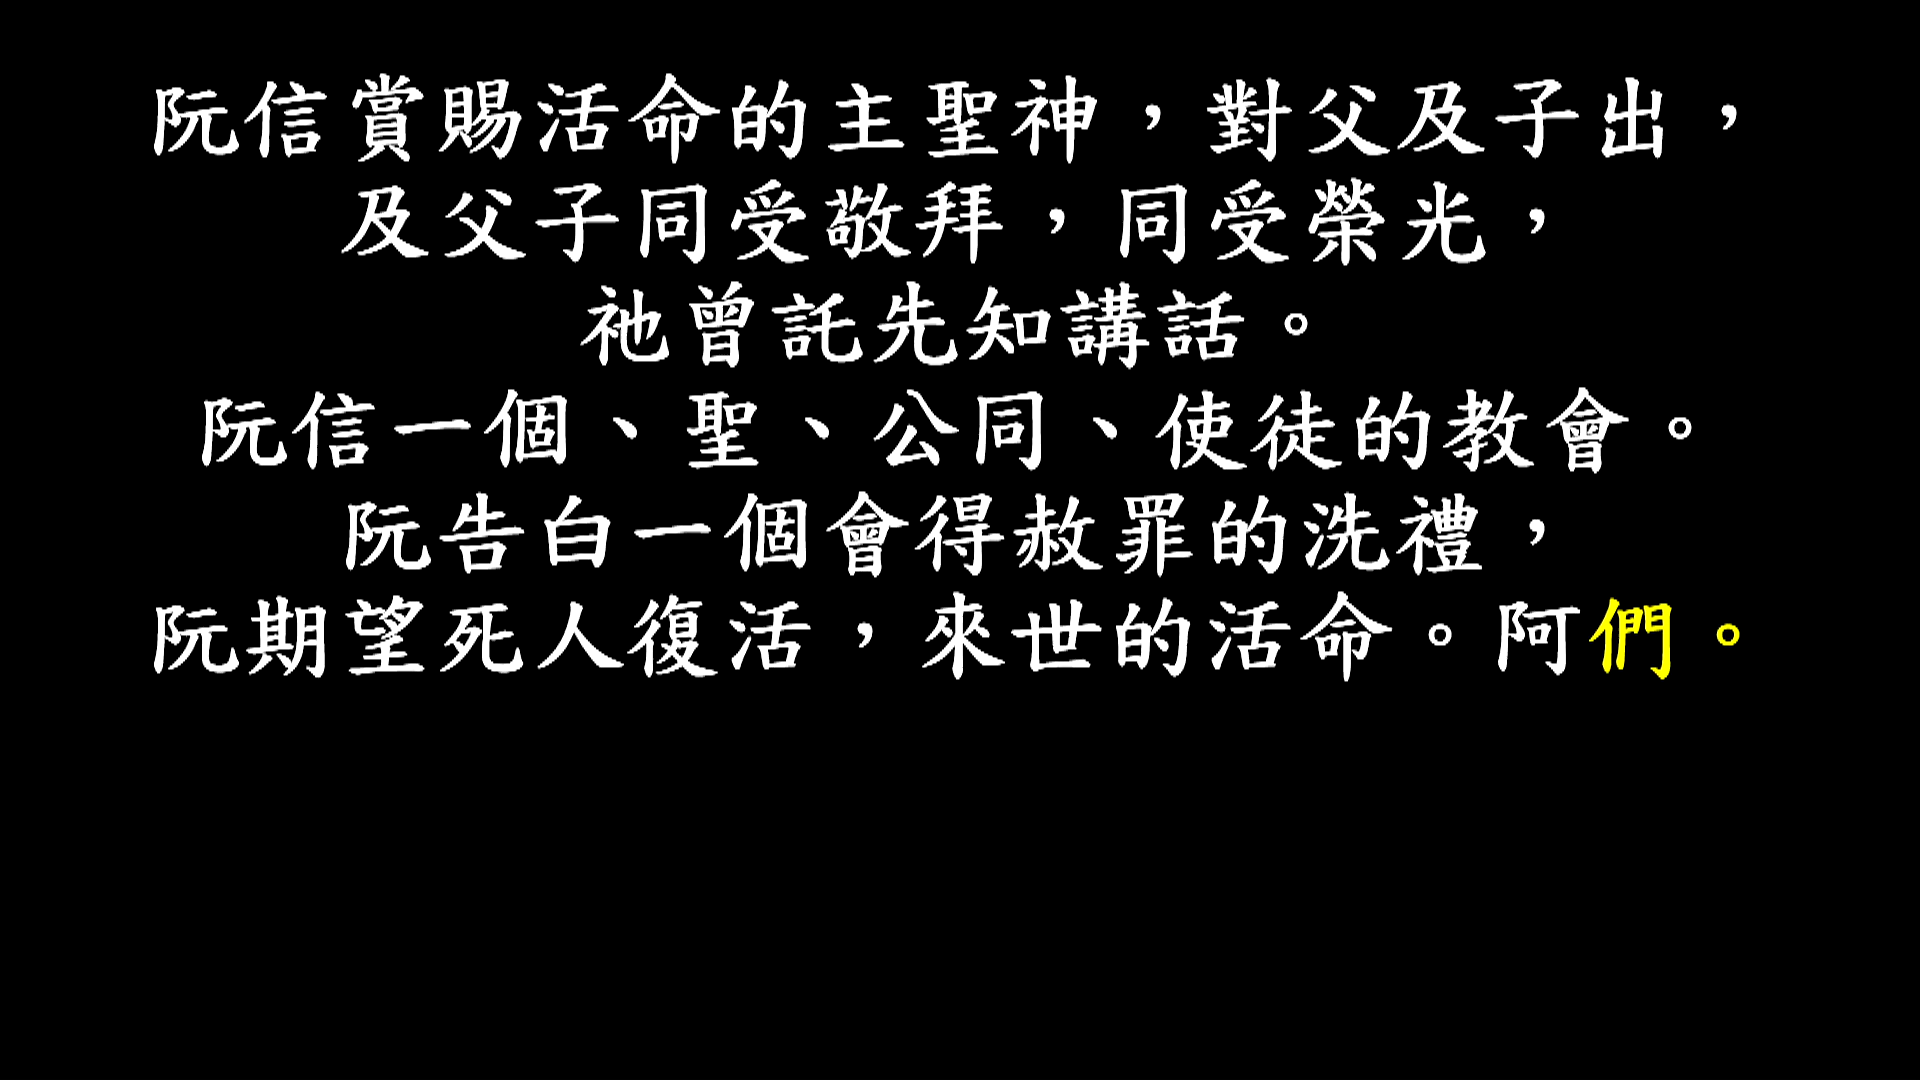 阮信賞賜活命的主聖神，對父及子出，
及父子同受敬拜，同受榮光，
祂曾託先知講話。
阮信一個、聖、公同、使徒的教會。
阮告白一個會得赦罪的洗禮，
阮期望死人復活，來世的活命。阿們。